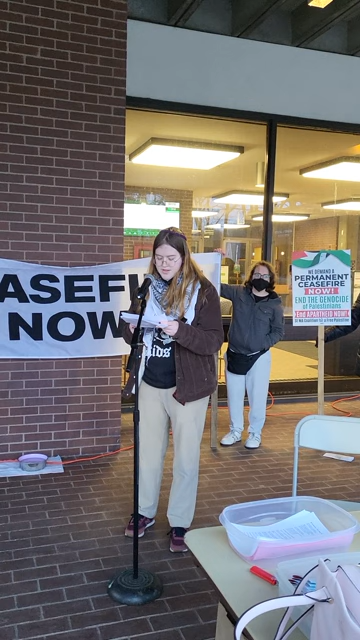 ASEFI
NOW
WE DEMAND A
PERMANENT
CEASEFIRE
NOW!
END THE GENOCIDE
of Palestinians
End APARTHEID NOW!